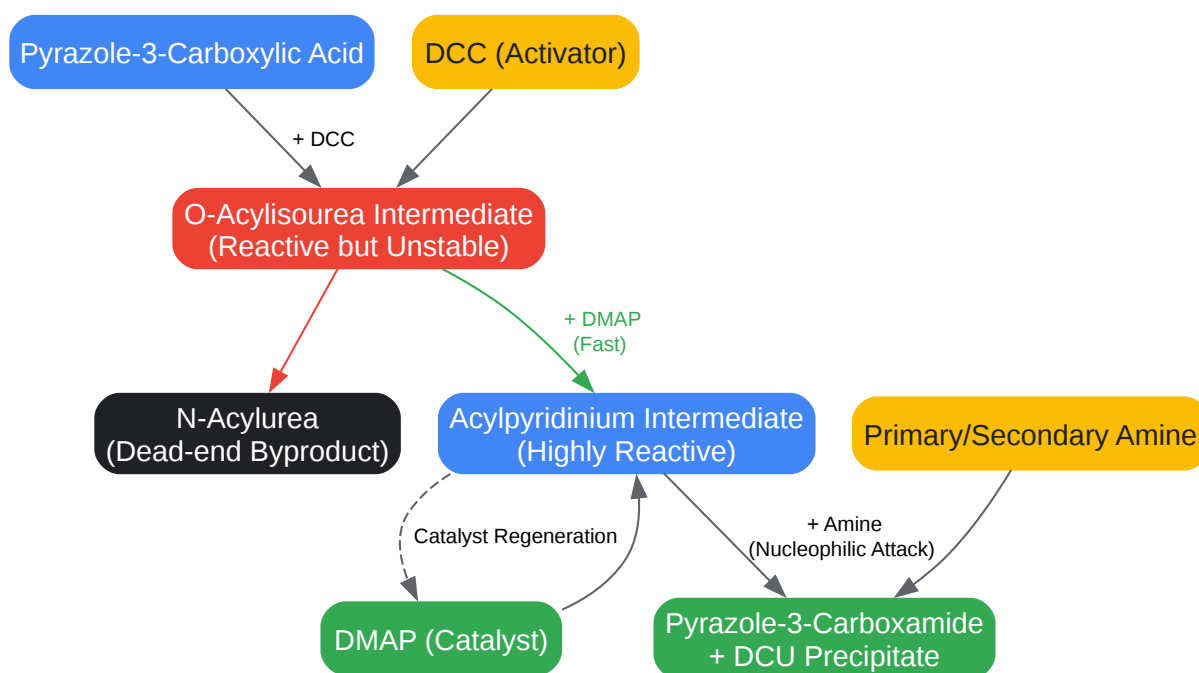 Pyrazole-3-Carboxylic Acid
DCC (Activator)
+ DCC
O-Acylisourea Intermediate
(Reactive but Unstable)
+ DMAP
(Fast)
N-Acylurea
(Dead-end Byproduct)
Acylpyridinium Intermediate
(Highly Reactive)
Primary/Secondary Amine
Catalyst Regeneration
+ Amine
(Nucleophilic Attack)
DMAP (Catalyst)
Pyrazole-3-Carboxamide
+ DCU Precipitate